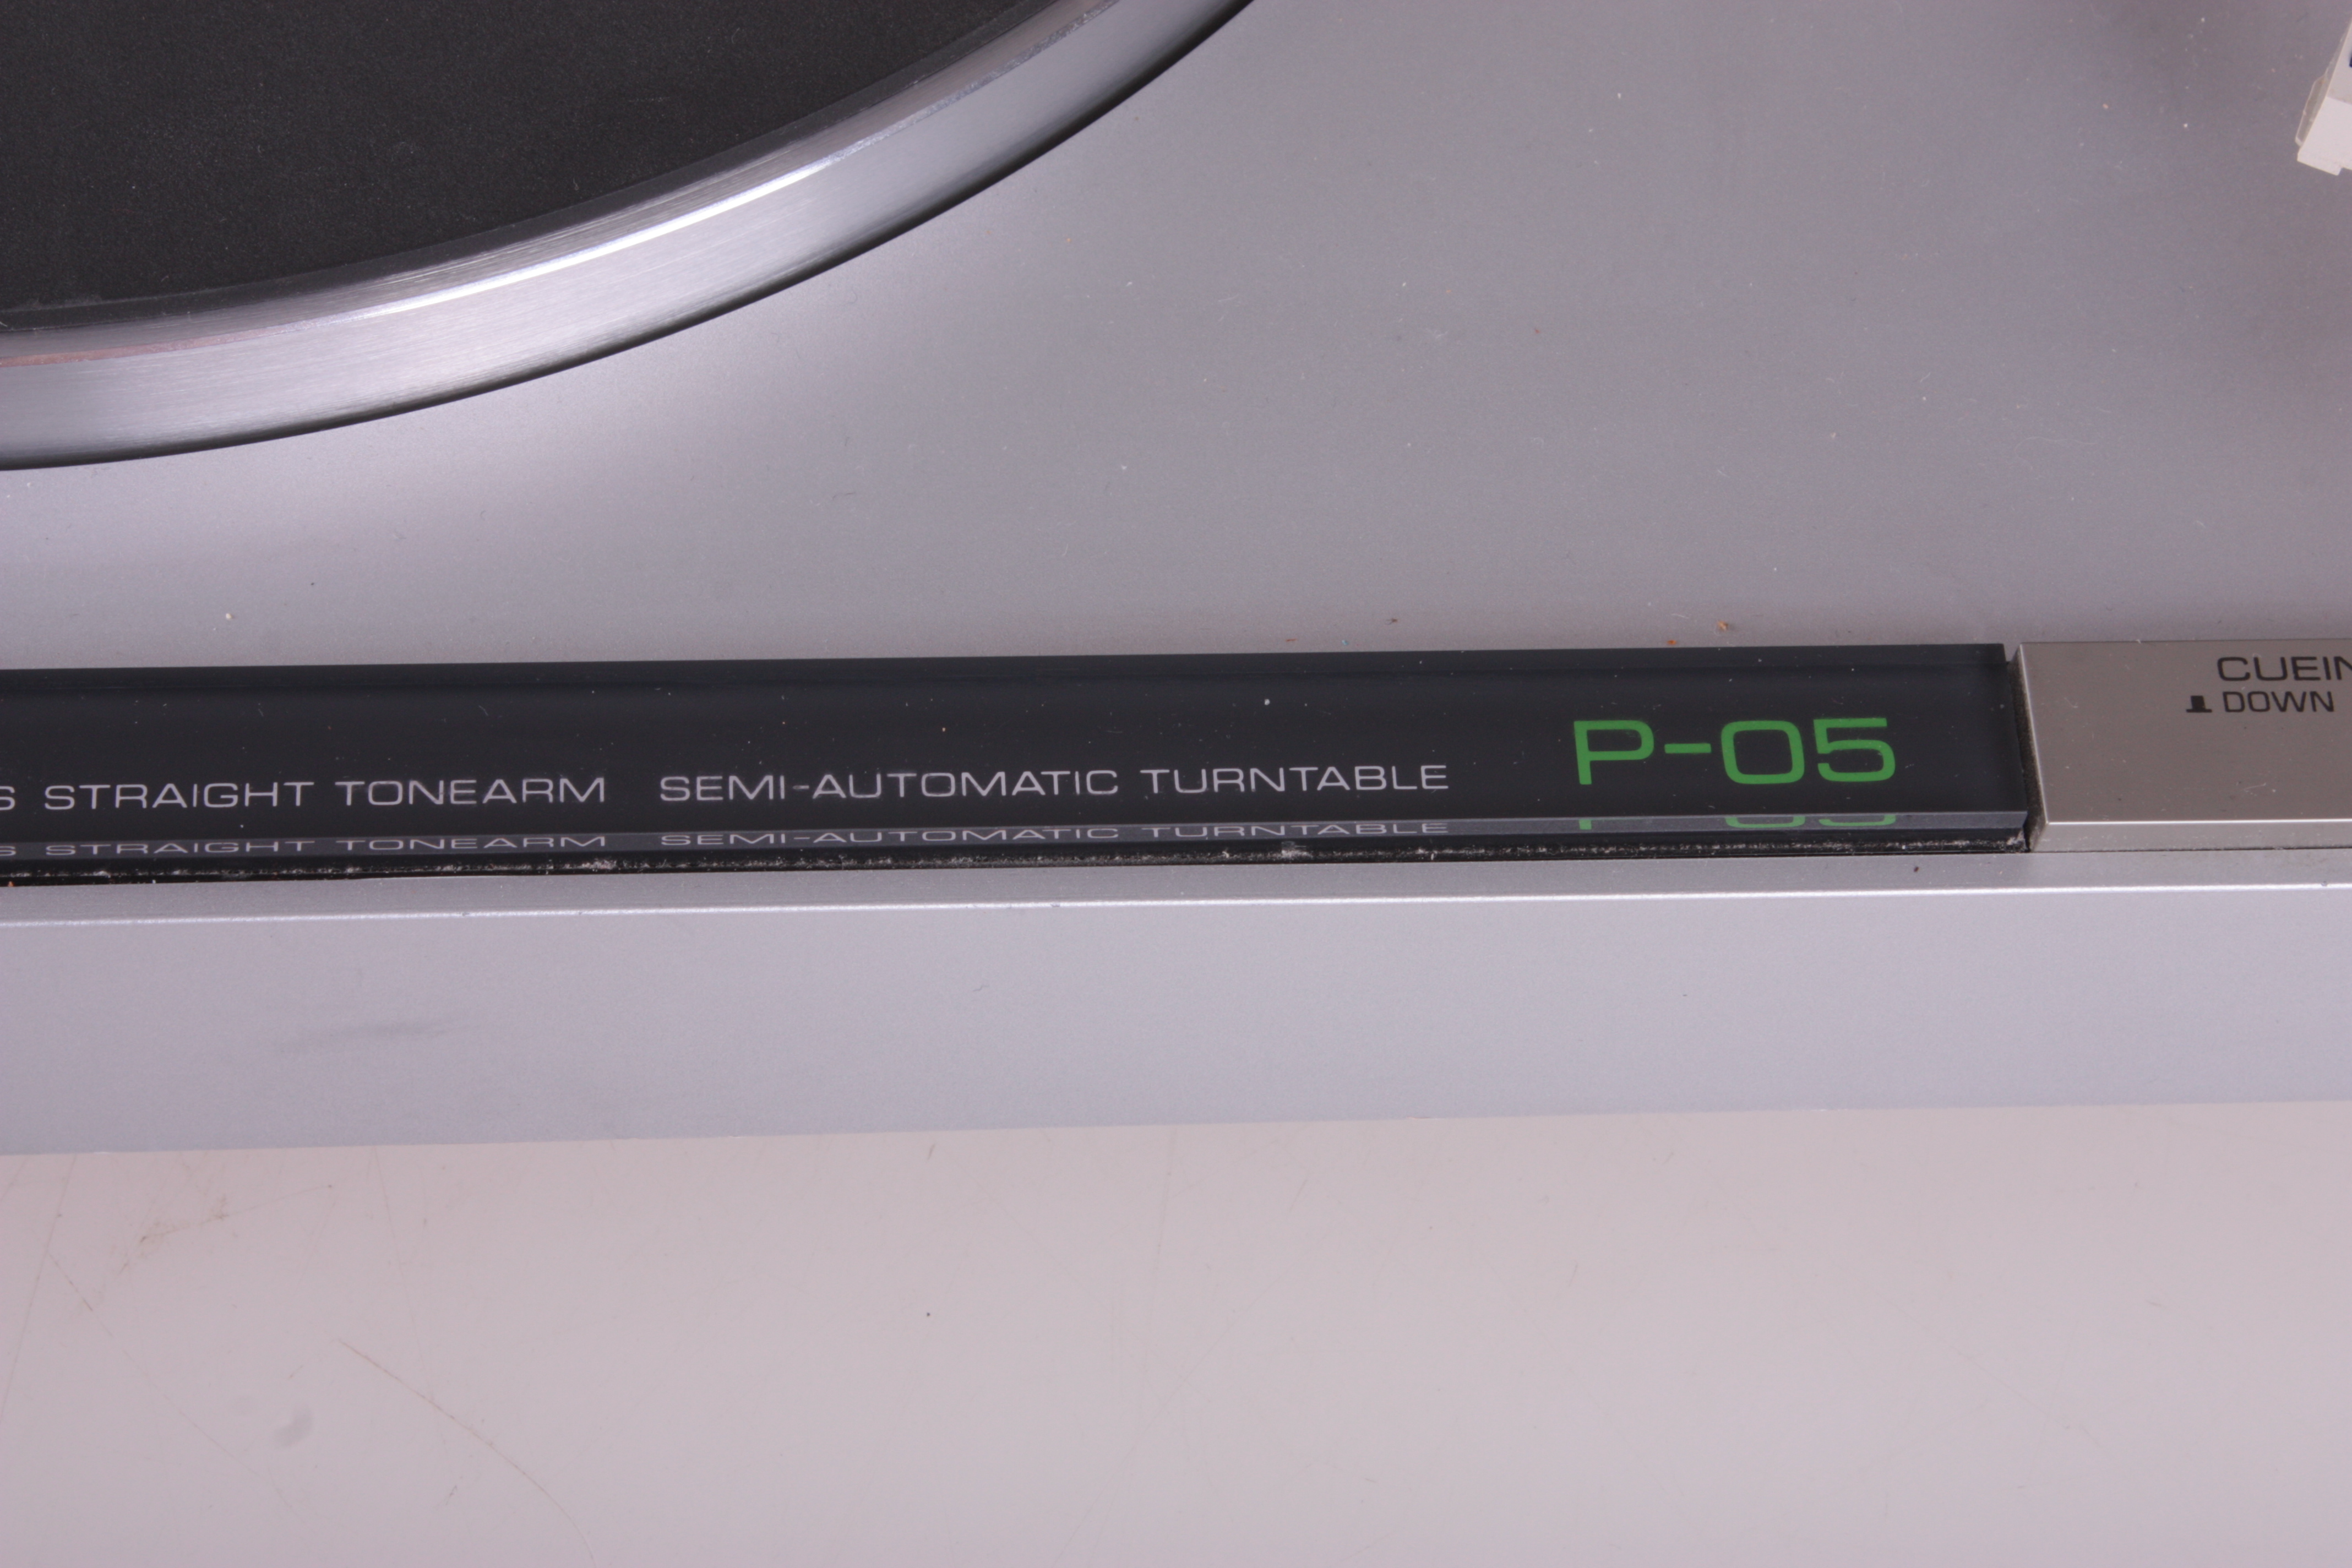 S STRAIGHT TONEARM SEMI-AUTOMATIC TURNTABLE P-05
CUEIN
DOWN